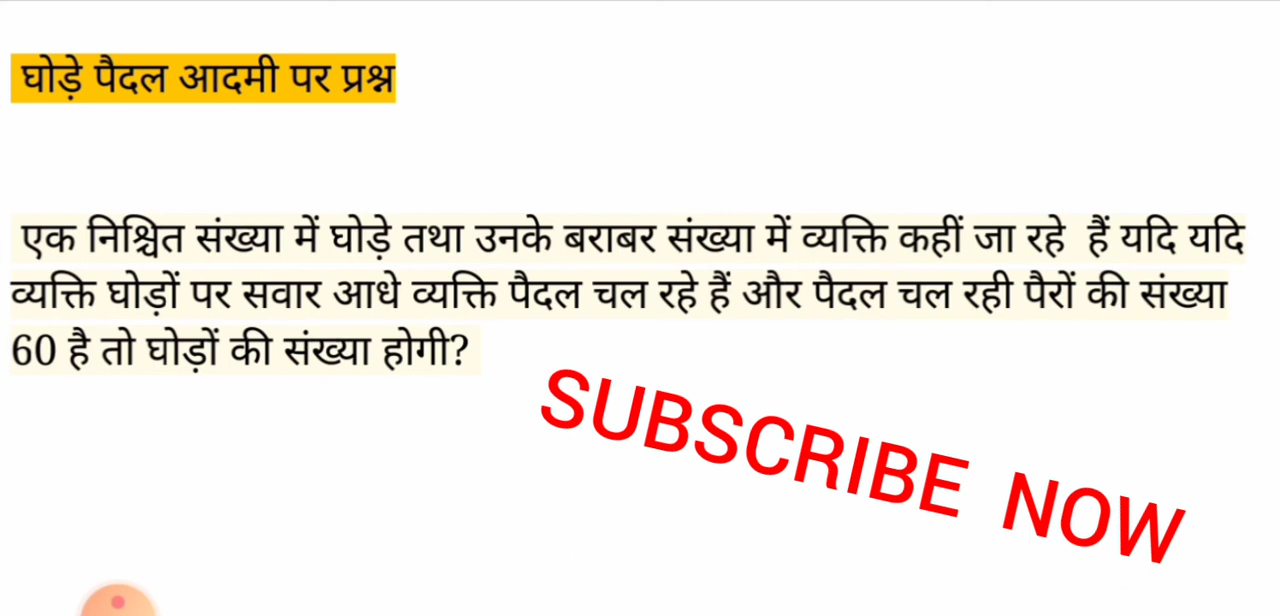 घोड़े पैदल आदमी पर प्रश्न
एक निश्चित संख्या में घोड़े तथा उनके बराबर संख्या में व्यक्ति कहीं जा रहे हैं यदि यदि
व्यक्ति घोड़ों पर सवार आधे व्यक्ति पैदल चल रहे हैं और पैदल चल रही पैरों की संख्या
60 है तो घोड़ों की संख्या होगी?
SUBSCRIBE NOW